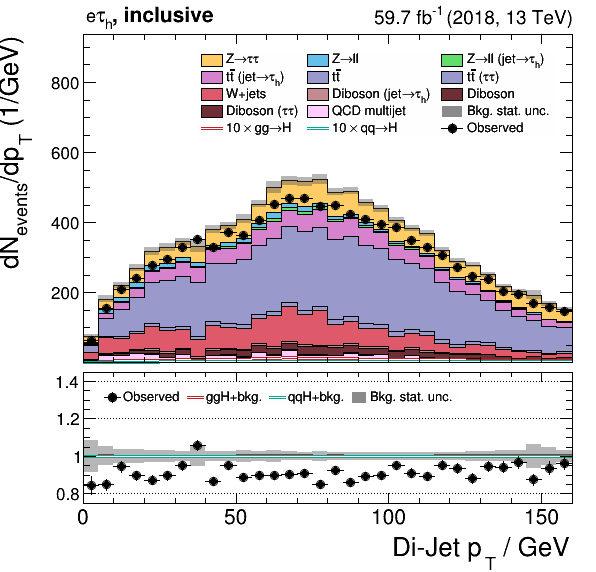 eτh, inclusive 59.7 fb-1 (2018, 13 TeV)
dNevents/dpT (1/GeV)
800
600
400
200
Z→ττ Z→ll Z→ll (jet→τh)
tt̄ (jet→τh) tt̄ tt̄ (ττ)
W+jets Diboson (jet→τh) Diboson
Diboson (ττ) QCD multijet Bkg. stat. unc.
10 × gg→H 10 × qq→H Observed
1.4
1.2
1
0.8
Observed ggH+bkg. qqH+bkg. Bkg. stat. unc.
0 50 100 150
Di-Jet pT / GeV